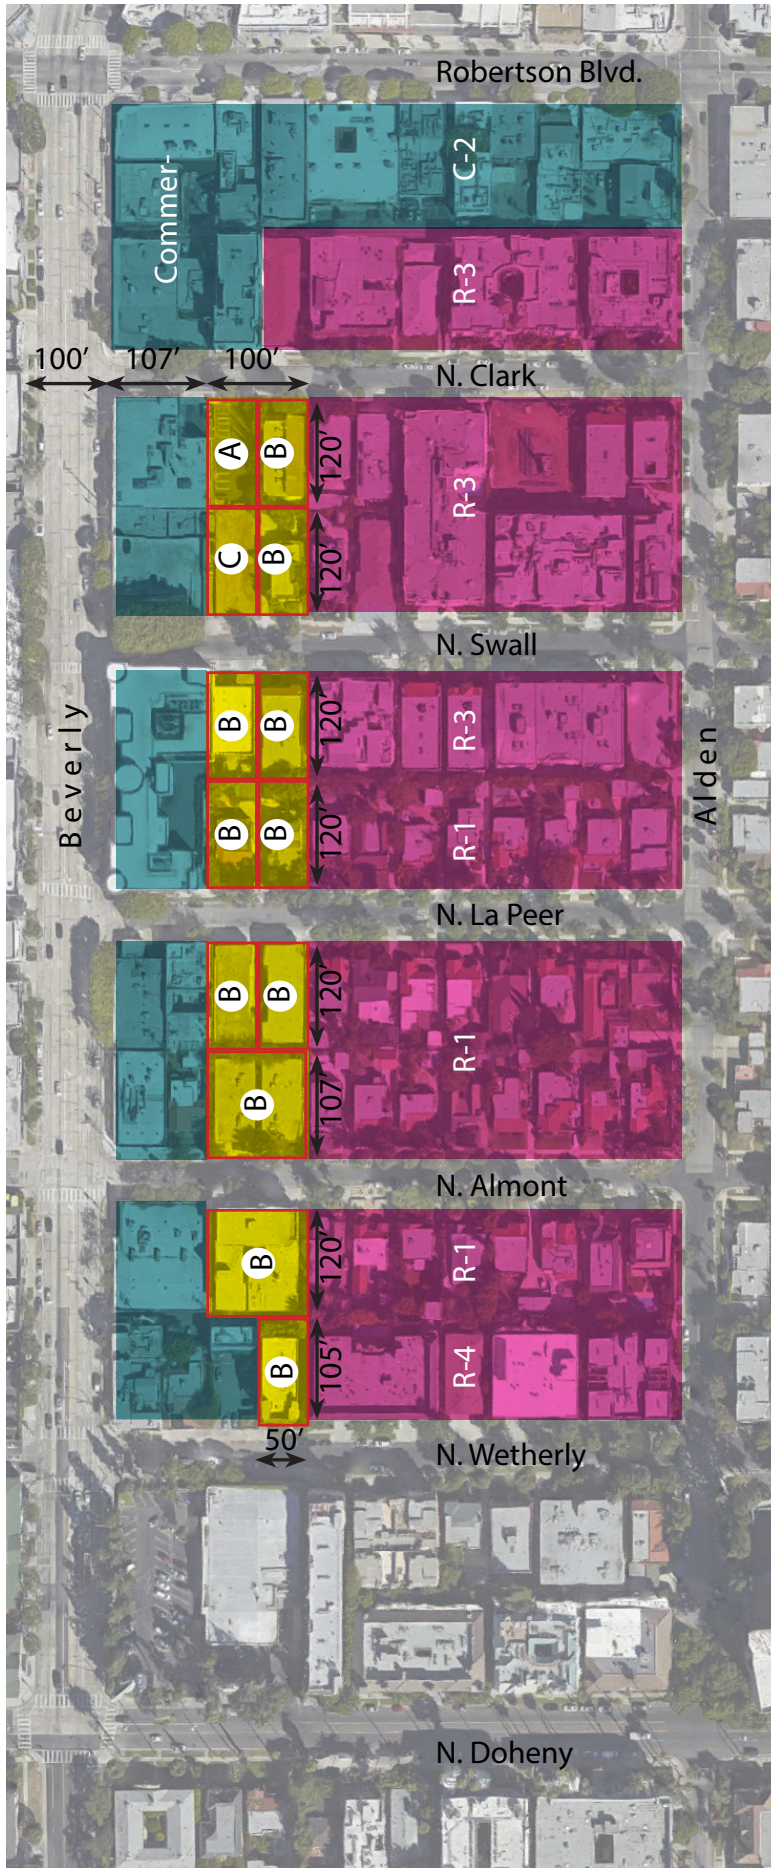 Robertson Blvd.
Commer-
C-2
R-3
100’
107’
100’
N. Clark
A
B
120’
R-3
C
B
120’
N. Swall
Beverly
B
B
120’
R-3
Alden
B
B
120’
R-1
N. La Peer
B
B
120’
R-1
B
107’
N. Almont
B
120’
R-1
B
105’
R-4
50’
N. Wetherly
N. Doheny